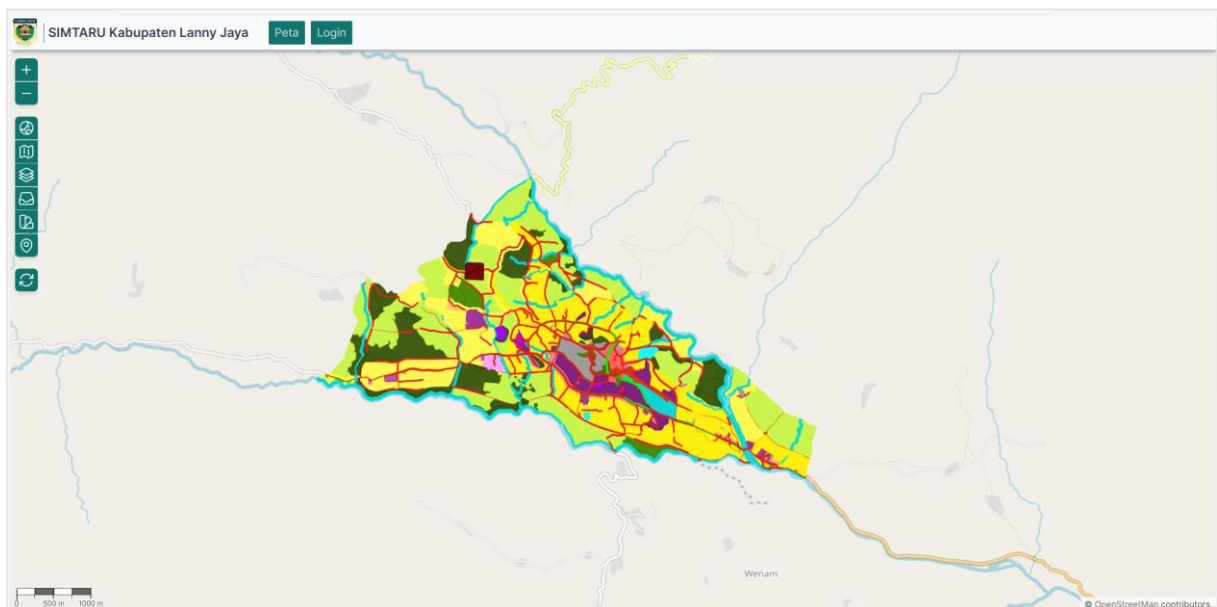 SIMTARU Kabupaten Lanny Jaya
Peta
Login
+
−
Wenam
0 500 m 1000 m
© OpenStreetMap contributors.